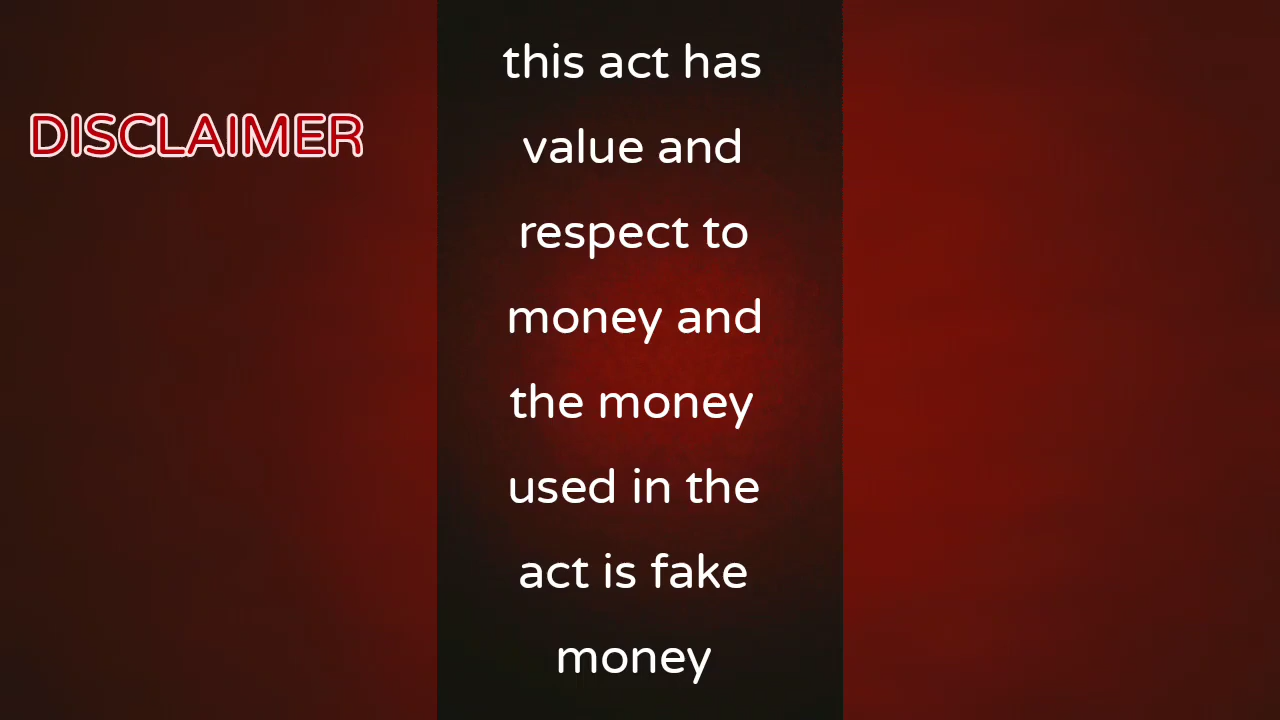 DISCLAIMER
this act has
value and
respect to
money and
the money
used in the
act is fake
money